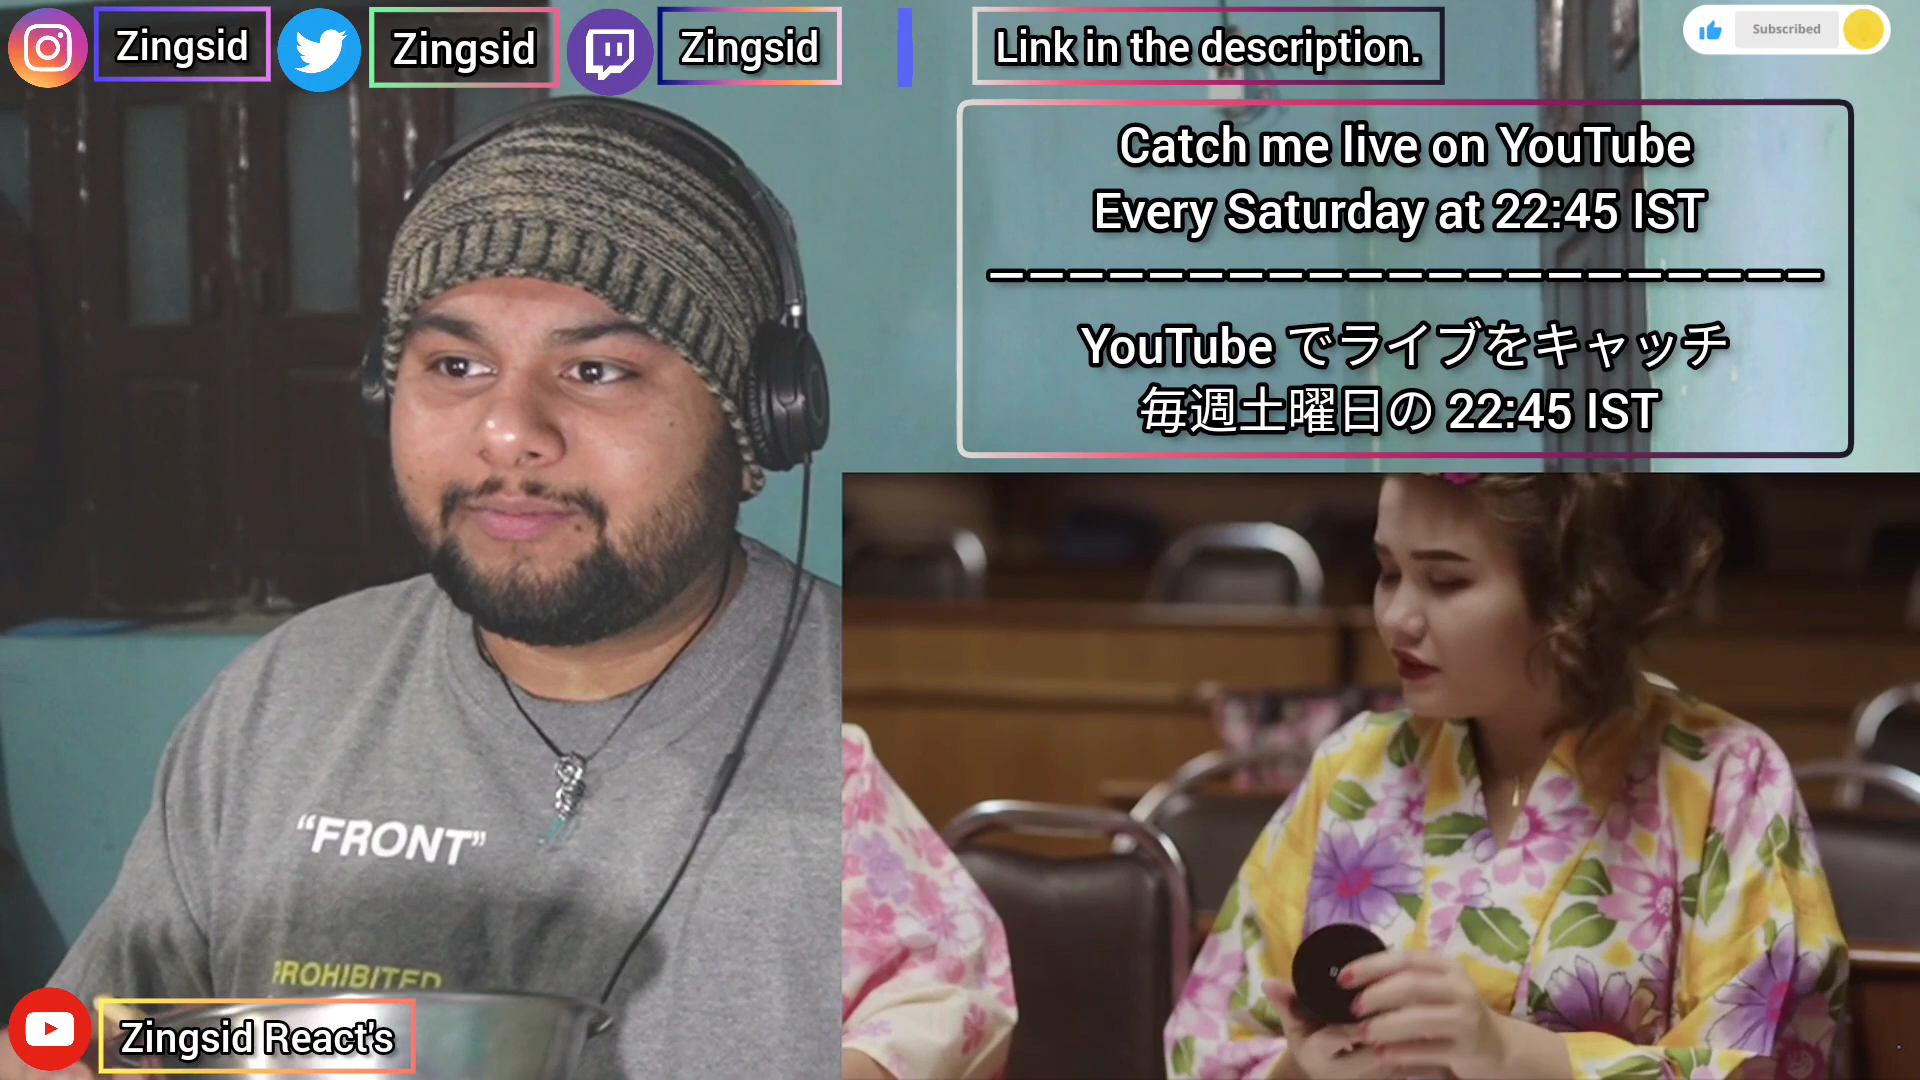 Zingsid
Zingsid
Zingsid
Link in the description.
Subscribed
Catch me live on YouTube
Every Saturday at 22:45 IST
YouTube でライブをキャッチ
毎週土曜日の 22:45 IST
“FRONT”
PROHIBITED
Zingsid React's